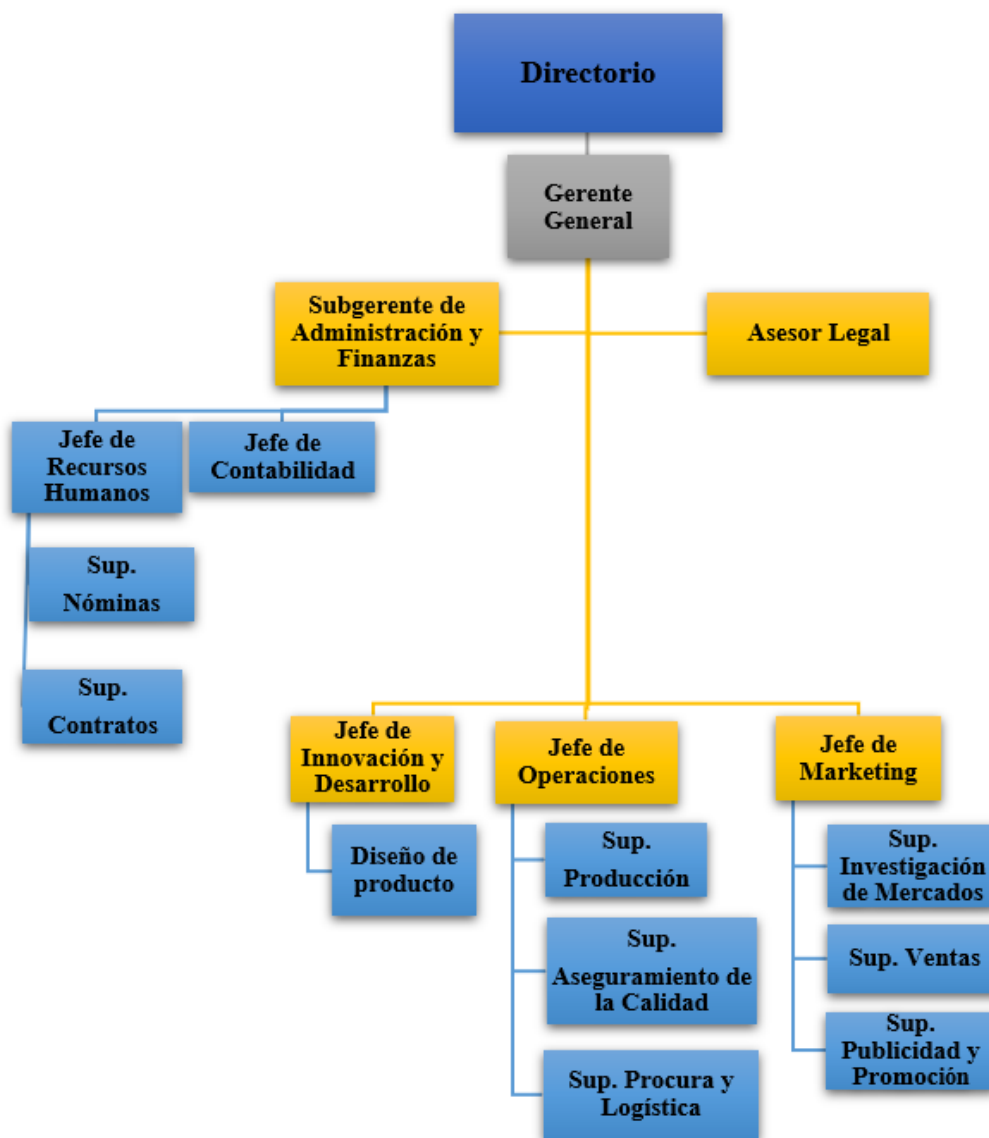 Directorio
Gerente
General
Subgerente de
Administración y
Finanzas
Asesor Legal
Jefe de
Recursos
Humanos
Jefe de
Contabilidad
Sup.
Nóminas
Sup.
Contratos
Jefe de
Innovación y
Desarrollo
Jefe de
Operaciones
Jefe de
Marketing
Diseño de
producto
Sup.
Producción
Sup.
Aseguramiento de
la Calidad
Sup. Procura y
Logística
Sup.
Investigación
de Mercados
Sup. Ventas
Sup.
Publicidad y
Promoción